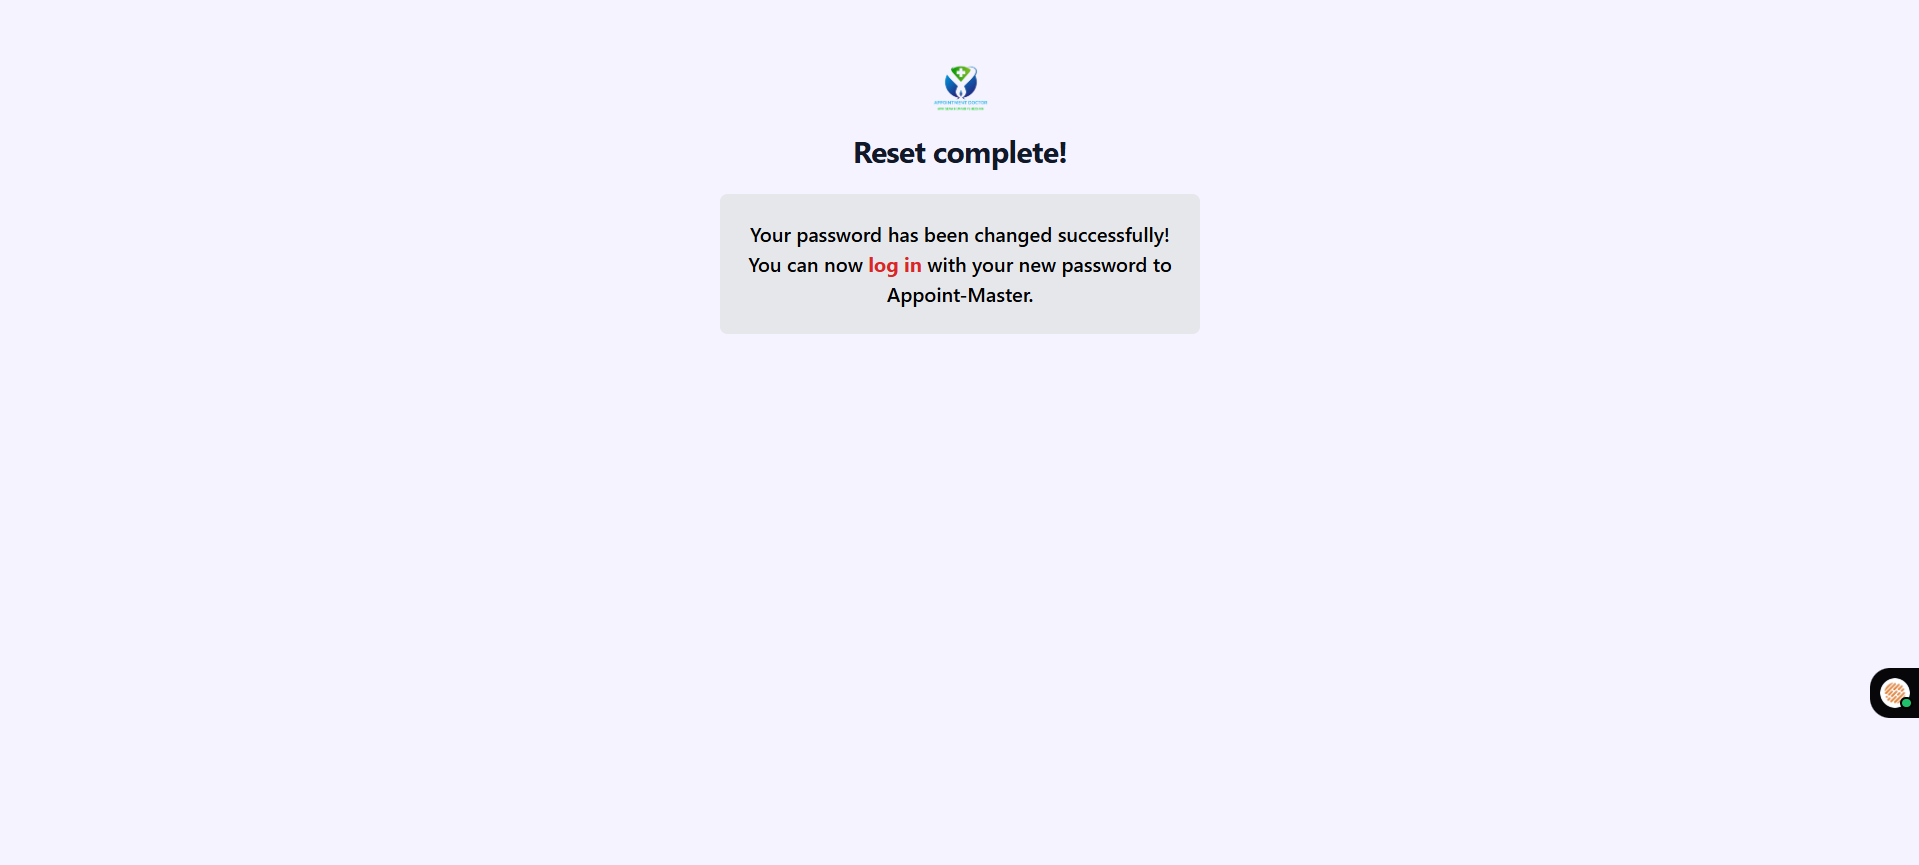 APPOINTMENT DOCTOR
Reset complete!
Your password has been changed successfully!
You can now log in with your new password to
Appoint-Master.